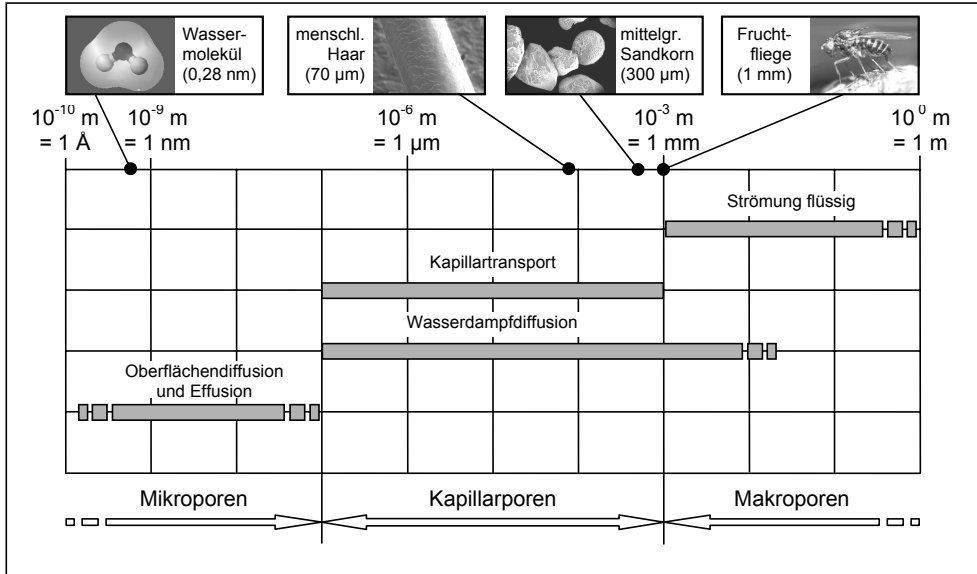 Wasser-
molekül
(0,28 nm)
menschl.
Haar
(70 µm)
mittelgr.
Sandkorn
(300 µm)
Frucht-
fliege
(1 mm)
10⁻¹⁰ m
= 1 Å
10⁻⁹ m
= 1 nm
10⁻⁶ m
= 1 µm
10⁻³ m
= 1 mm
10⁰ m
= 1 m
Strömung flüssig
Kapillartransport
Wasserdampfdiffusion
Oberflächendiffusion
und Effusion
Mikroporen
Kapillarporen
Makroporen